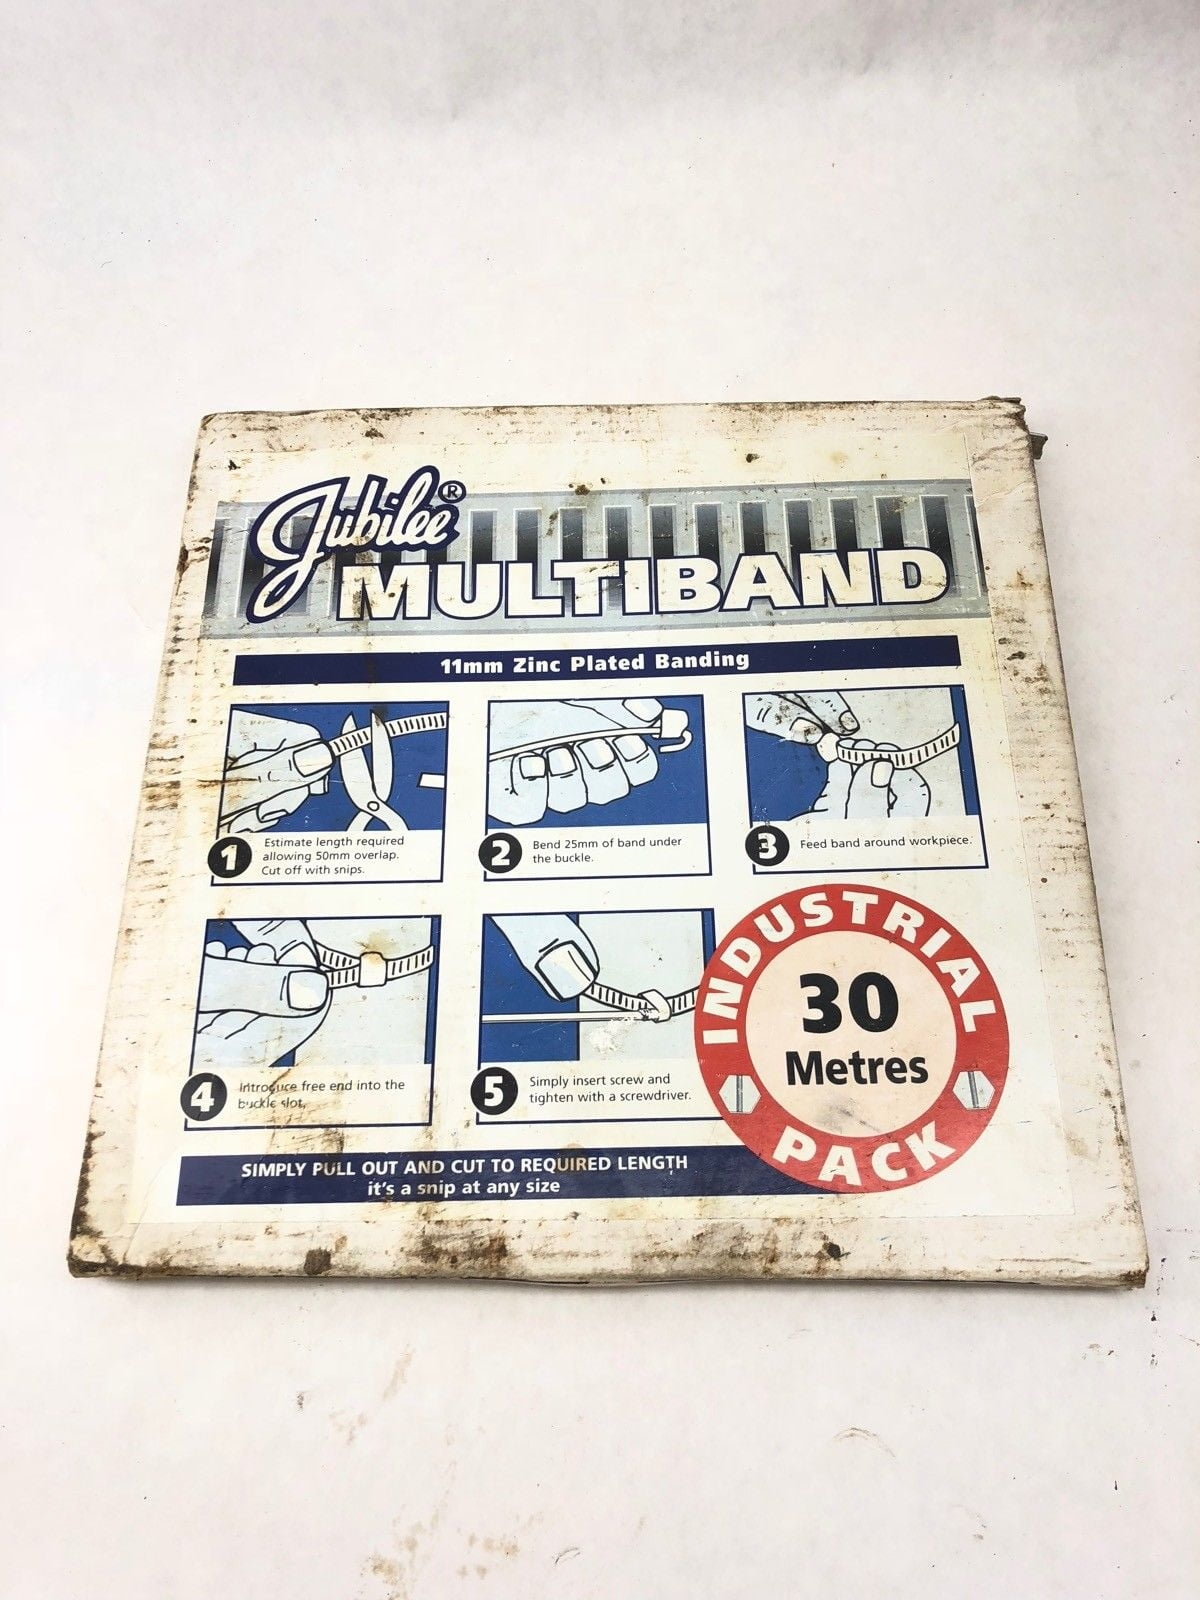 Jubilee®
MULTIBAND
11mm Zinc Plated Banding
1 Estimate length required
allowing 50mm overlap.
Cut off with snips.
2 Bend 25mm of band under
the buckle.
3 Feed band around workpiece.
4 Introduce free end into the
buckle slot,
5 Simply insert screw and
tighten with a screwdriver.
INDUSTRIAL
30
Metres
PACK
SIMPLY PULL OUT AND CUT TO REQUIRED LENGTH
it's a snip at any size